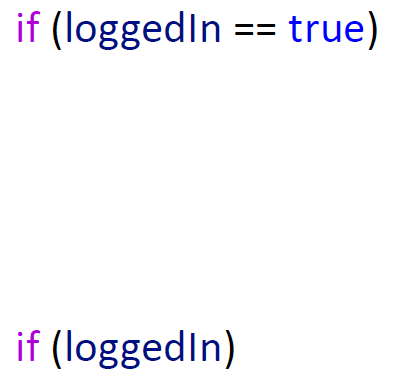 if (loggedIn == true)
if (loggedIn)